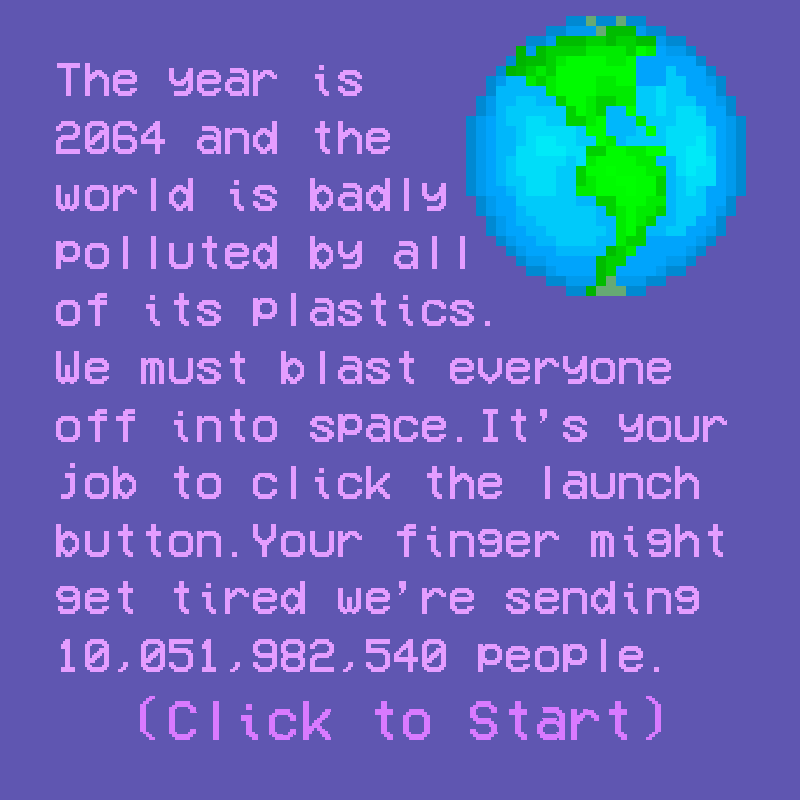 The year is
2064 and the
world is badly
polluted by all
of its plastics.
We must blast everyone
off into space.It's your
job to click the launch
button.Your finger might
get tired we're sending
10,051,982,540 people.
(Click to Start)